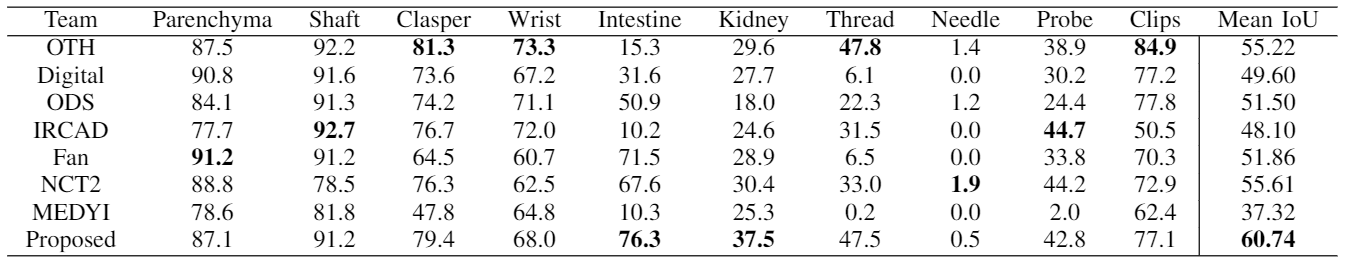 Team Parenchyma Shaft Clasper Wrist Intestine Kidney Thread Needle Probe Clips Mean IoU
OTH 87.5 92.2 81.3 73.3 15.3 29.6 47.8 1.4 38.9 84.9 55.22
Digital 90.8 91.6 73.6 67.2 31.6 27.7 6.1 0.0 30.2 77.2 49.60
ODS 84.1 91.3 74.2 71.1 50.9 18.0 22.3 1.2 24.4 77.8 51.50
IRCAD 77.7 92.7 76.7 72.0 10.2 24.6 31.5 0.0 44.7 50.5 48.10
Fan 91.2 91.2 64.5 60.7 71.5 28.9 6.5 0.0 33.8 70.3 51.86
NCT2 88.8 78.5 76.3 62.5 67.6 30.4 33.0 1.9 44.2 72.9 55.61
MEDYI 78.6 81.8 47.8 64.8 10.3 25.3 0.2 0.0 2.0 62.4 37.32
Proposed 87.1 91.2 79.4 68.0 76.3 37.5 47.5 0.5 42.8 77.1 60.74